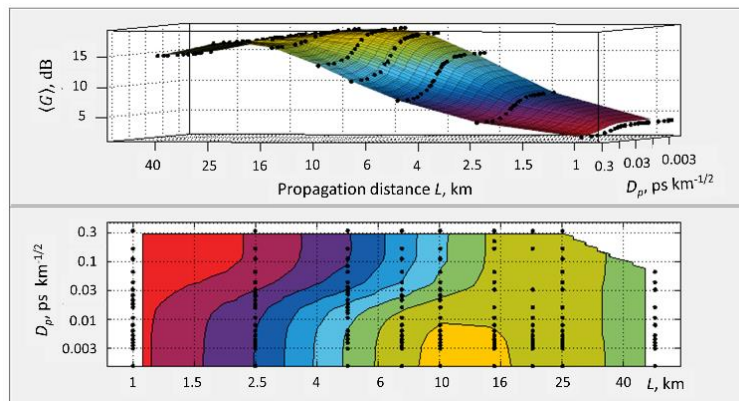 15
10
5
⟨G⟩, dB
40 25 16 10 6 4 2.5 1.5 1 0.3 0.03 0.003
Propagation distance L, km
Dp, ps km-1/2
0.3
0.1
0.03
0.01
0.003
Dp, ps km-1/2
1 1.5 2.5 4 6 10 16 25 40 L, km